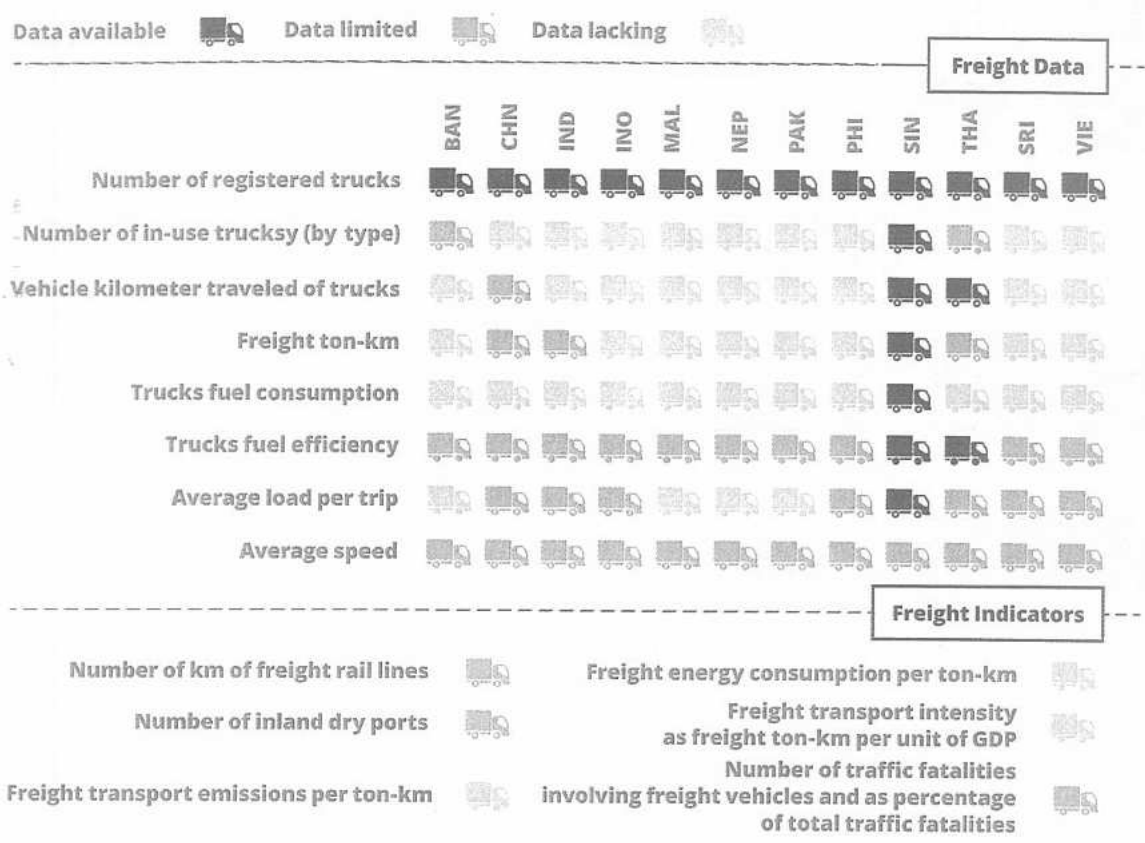 Data available Data limited Data lacking
Freight Data
BAN CHN IND INO MAL NEP PAK PHI SIN THA SRI VIE
Number of registered trucks
Number of in-use trucksy (by type)
Vehicle kilometer traveled of trucks
Freight ton-km
Trucks fuel consumption
Trucks fuel efficiency
Average load per trip
Average speed
Freight Indicators
Number of km of freight rail lines
Number of inland dry ports
Freight transport emissions per ton-km
Freight energy consumption per ton-km
Freight transport intensity
as freight ton-km per unit of GDP
Number of traffic fatalities
involving freight vehicles and as percentage
of total traffic fatalities